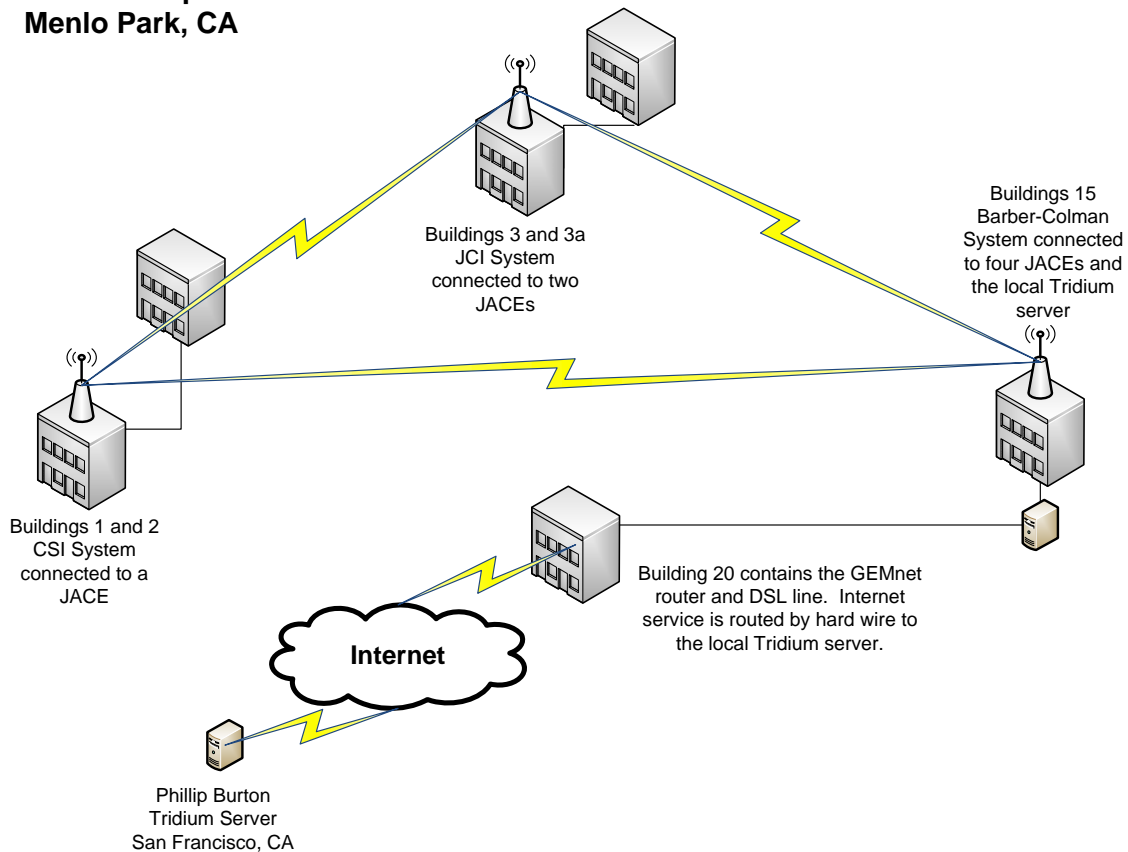 Menlo Park, CA
Buildings 3 and 3a
JCI System
connected to two
JACEs
Buildings 15
Barber-Colman
System connected
to four JACEs and
the local Tridium
server
Buildings 1 and 2
CSI System
connected to a
JACE
Building 20 contains the GEMnet
router and DSL line.  Internet
service is routed by hard wire to
the local Tridium server.
Internet
Phillip Burton
Tridium Server
San Francisco, CA